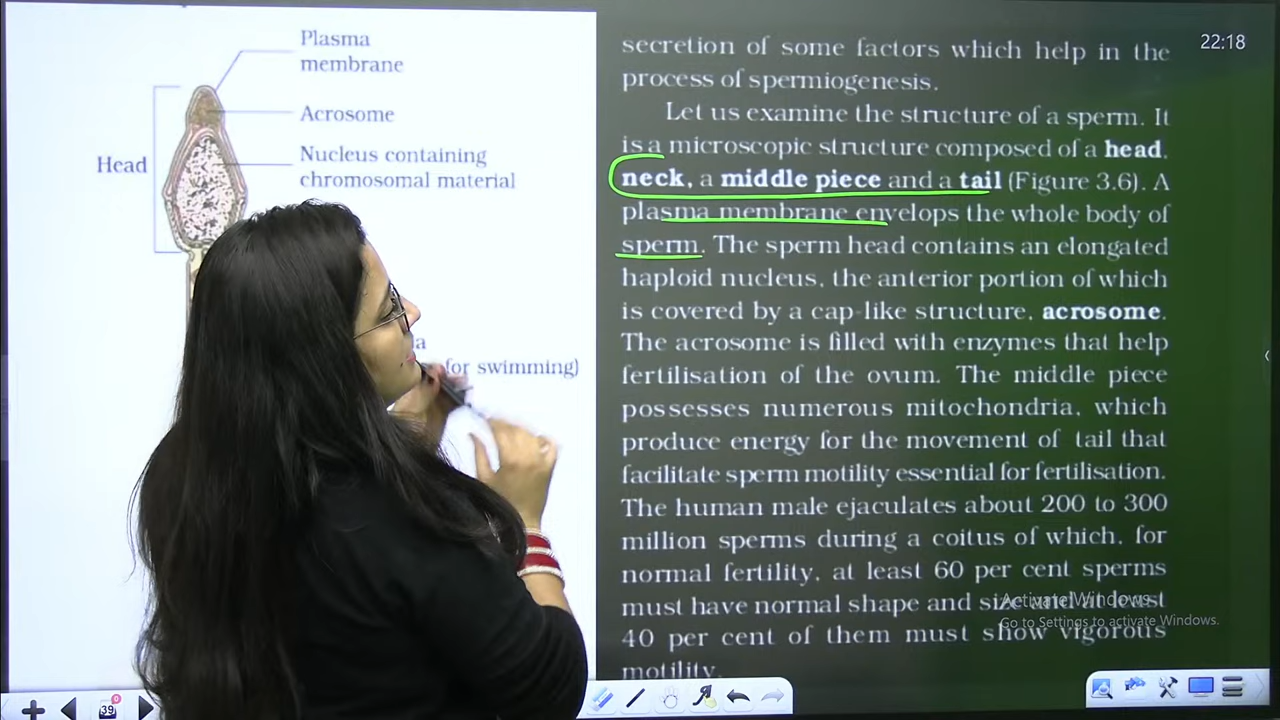 Plasma
membrane
Acrosome
Head
Nucleus containing
chromosomal material
for swimming)
secretion of some factors which help in the
process of spermiogenesis.
Let us examine the structure of a sperm. It
is a microscopic structure composed of a head,
neck, a middle piece and a tail (Figure 3.6). A
plasma membrane envelops the whole body of
sperm. The sperm head contains an elongated
haploid nucleus, the anterior portion of which
is covered by a cap-like structure, acrosome.
The acrosome is filled with enzymes that help
fertilisation of the ovum. The middle piece
possesses numerous mitochondria, which
produce energy for the movement of tail that
facilitate sperm motility essential for fertilisation.
The human male ejaculates about 200 to 300
million sperms during a coitus of which, for
normal fertility, at least 60 per cent sperms
must have normal shape and size and at least
40 per cent of them must show vigorous
motility.
22:18
Activate Windows
Go to Settings to activate Windows.
39
0